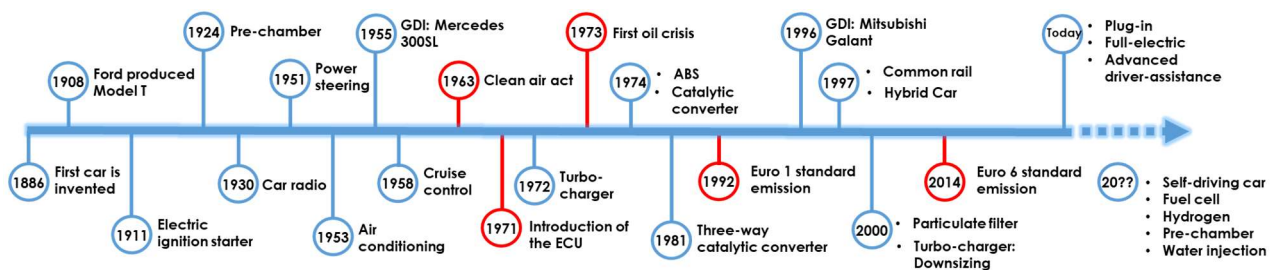 1886
First car is
invented
1908
Ford produced
Model T
1911
Electric
ignition starter
1924
Pre-chamber
1930
Car radio
1951
Power
steering
1953
Air
conditioning
1955
GDI: Mercedes
300SL
1958
Cruise
control
1963
Clean air act
1971
Introduction of
the ECU
1972
Turbo-
charger
1973
First oil crisis
1974
• ABS
• Catalytic
converter
1981
Three-way
catalytic converter
1992
Euro 1 standard
emission
1996
GDI: Mitsubishi
Galant
1997
• Common rail
• Hybrid Car
2000
• Particulate filter
• Turbo-charger:
Downsizing
2014
Euro 6 standard
emission
Today
• Plug-in
• Full-electric
• Advanced
driver-assistance
20??
• Self-driving car
• Fuel cell
• Hydrogen
• Pre-chamber
• Water injection